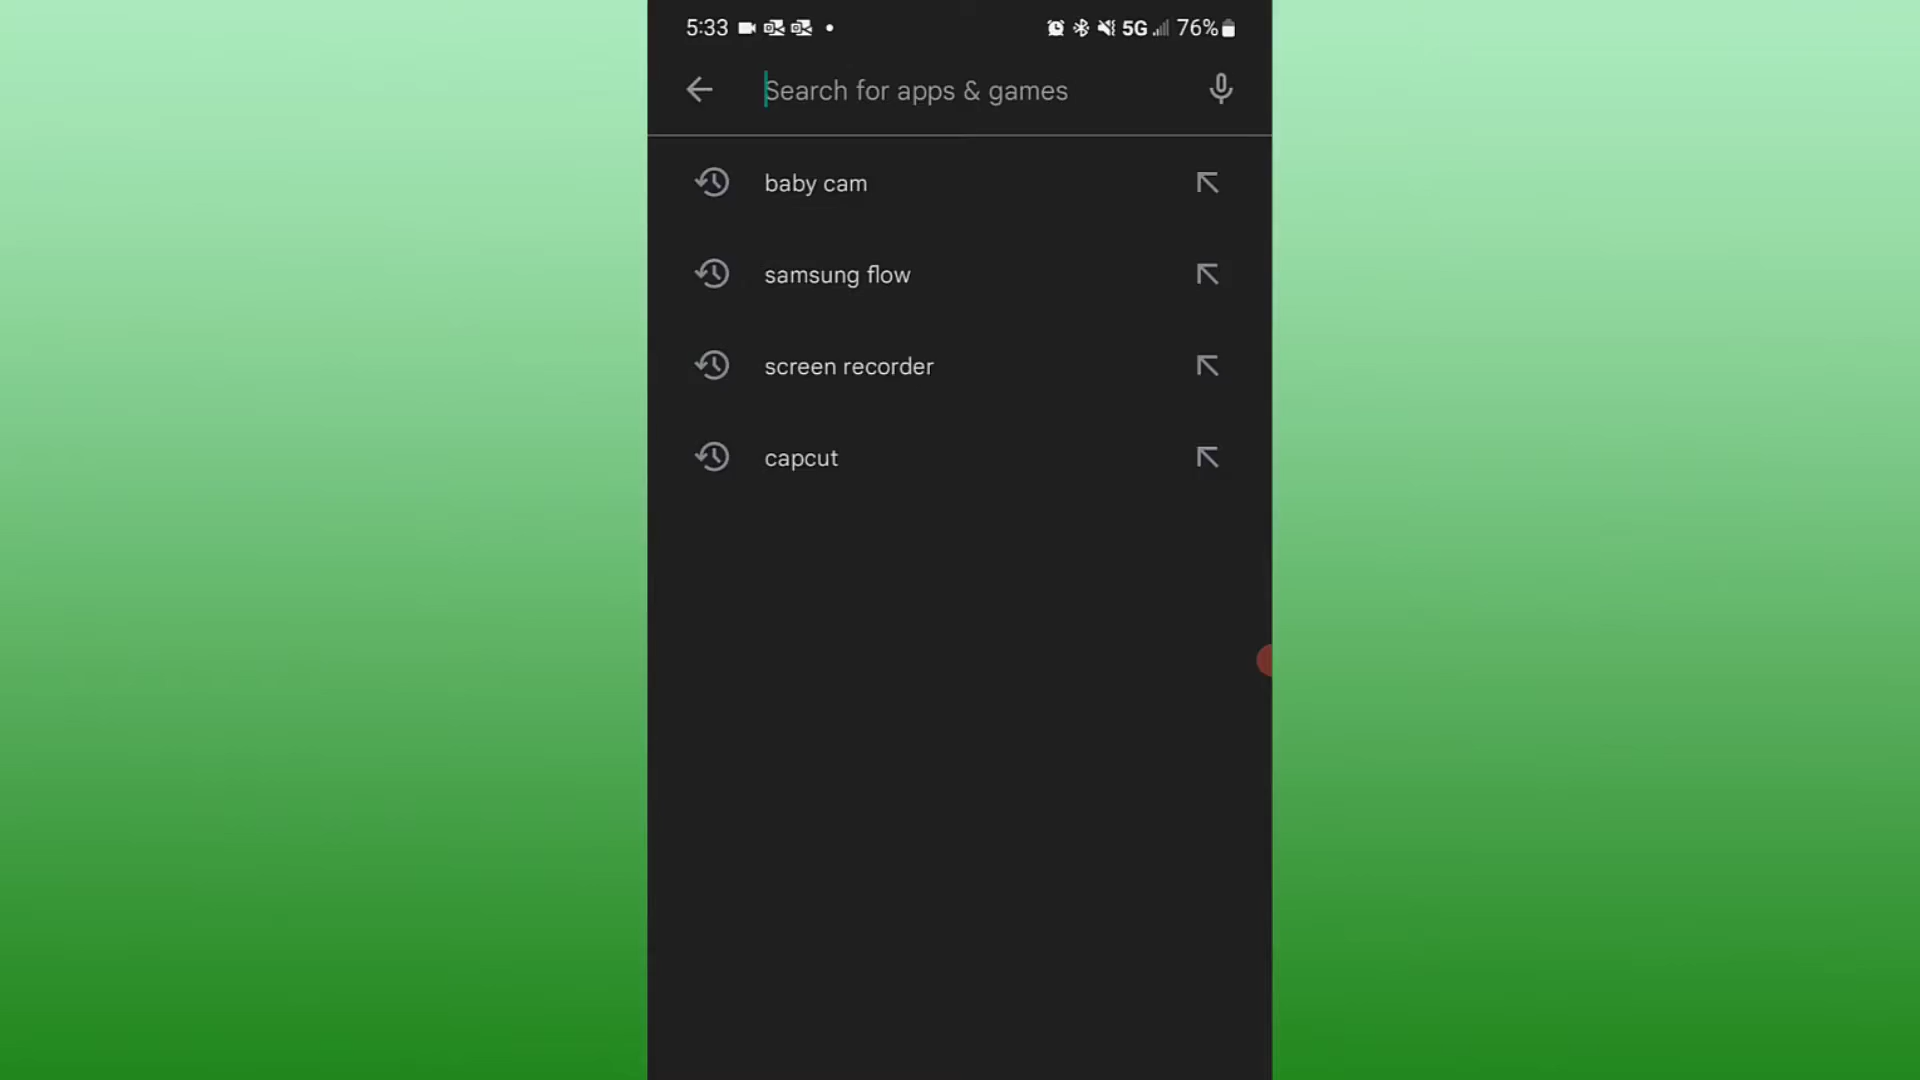 5:33 5G 76%
Search for apps & games
baby cam
samsung flow
screen recorder
capcut